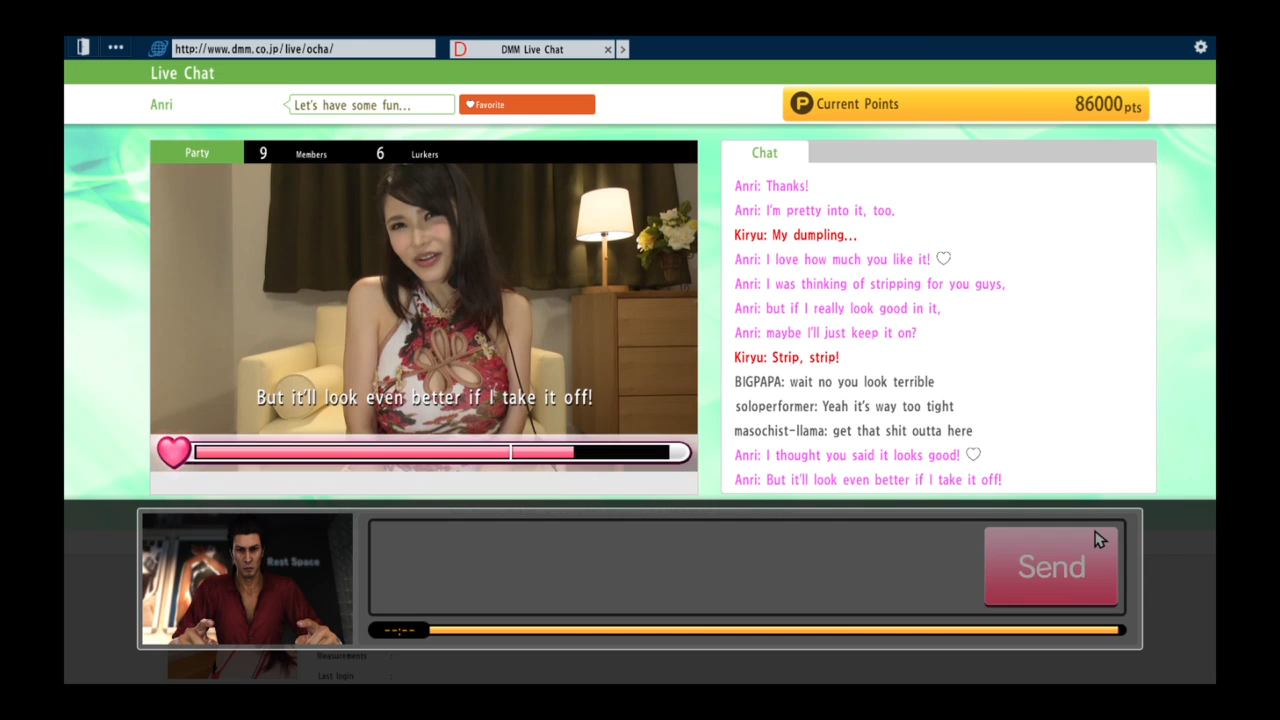 http://www.dmm.co.jp/live/ocha/
DMM Live Chat
Live Chat
Anri
Let's have some fun...
Favorite
P Current Points
86000pts
Party
9 Members
6 Lurkers
Chat
Anri: Thanks!
Anri: I'm pretty into it, too.
Kiryu: My dumpling...
Anri: I love how much you like it! ♡
Anri: I was thinking of stripping for you guys,
Anri: but if I really look good in it,
Anri: maybe I'll just keep it on?
Kiryu: Strip, strip!
BIGPAPA: wait no you look terrible
soloperformer: Yeah it's way too tight
masochist-llama: get that shit outta here
Anri: I thought you said it looks good! ♡
Anri: But it'll look even better if I take it off!
But it'll look even better if I take it off!
Rest Space
Send
--:--
Measurements :
Last login :